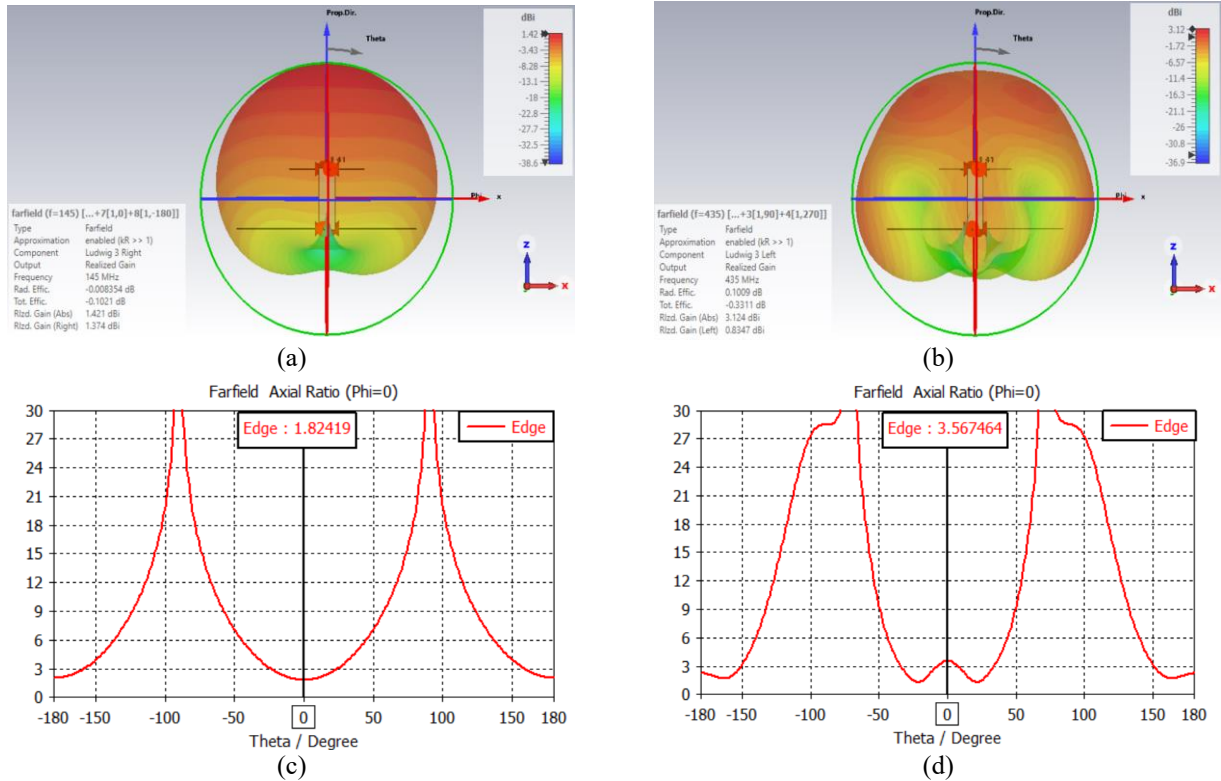 Prop.Dir.
Theta
dBi
1.42
-3.43
-8.28
-13.1
-18
-22.8
-27.7
-32.5
-38.6
1.41
x
z
x
farfield (f=145) [...+7[1,0]+8[1,-180]]
Type Farfield
Approximation enabled (kR >> 1)
Component Ludwig 3 Right
Output Realized Gain
Frequency 145 MHz
Rad. Effic. -0.008354 dB
Tot. Effic. -0.1021 dB
Rlzd. Gain (Abs) 1.421 dBi
Rlzd. Gain (Right) 1.374 dBi
(a)
Prop.Dir.
Theta
dBi
3.12
-1.72
-6.57
-11.4
-16.3
-21.1
-26
-32.8
-36.9
1.41
x
z
x
farfield (f=435) [...+3[1,90]+4[1,270]]
Type Farfield
Approximation enabled (kR >> 1)
Component Ludwig 3 Left
Output Realized Gain
Frequency 435 MHz
Rad. Effic. 0.1009 dB
Tot. Effic. -0.3311 dB
Rlzd. Gain (Abs) 3.124 dBi
Rlzd. Gain (Left) 0.8347 dBi
(b)
Farfield Axial Ratio (Phi=0)
30
27
24
21
18
15
12
9
6
3
0
Edge : 1.82419
Edge
-180 -150 -100 -50 0 50 100 150 180
Theta / Degree
(c)
Farfield Axial Ratio (Phi=0)
30
27
24
21
18
15
12
9
6
3
0
Edge : 3.567464
Edge
-180 -150 -100 -50 0 50 100 150 180
Theta / Degree
(d)